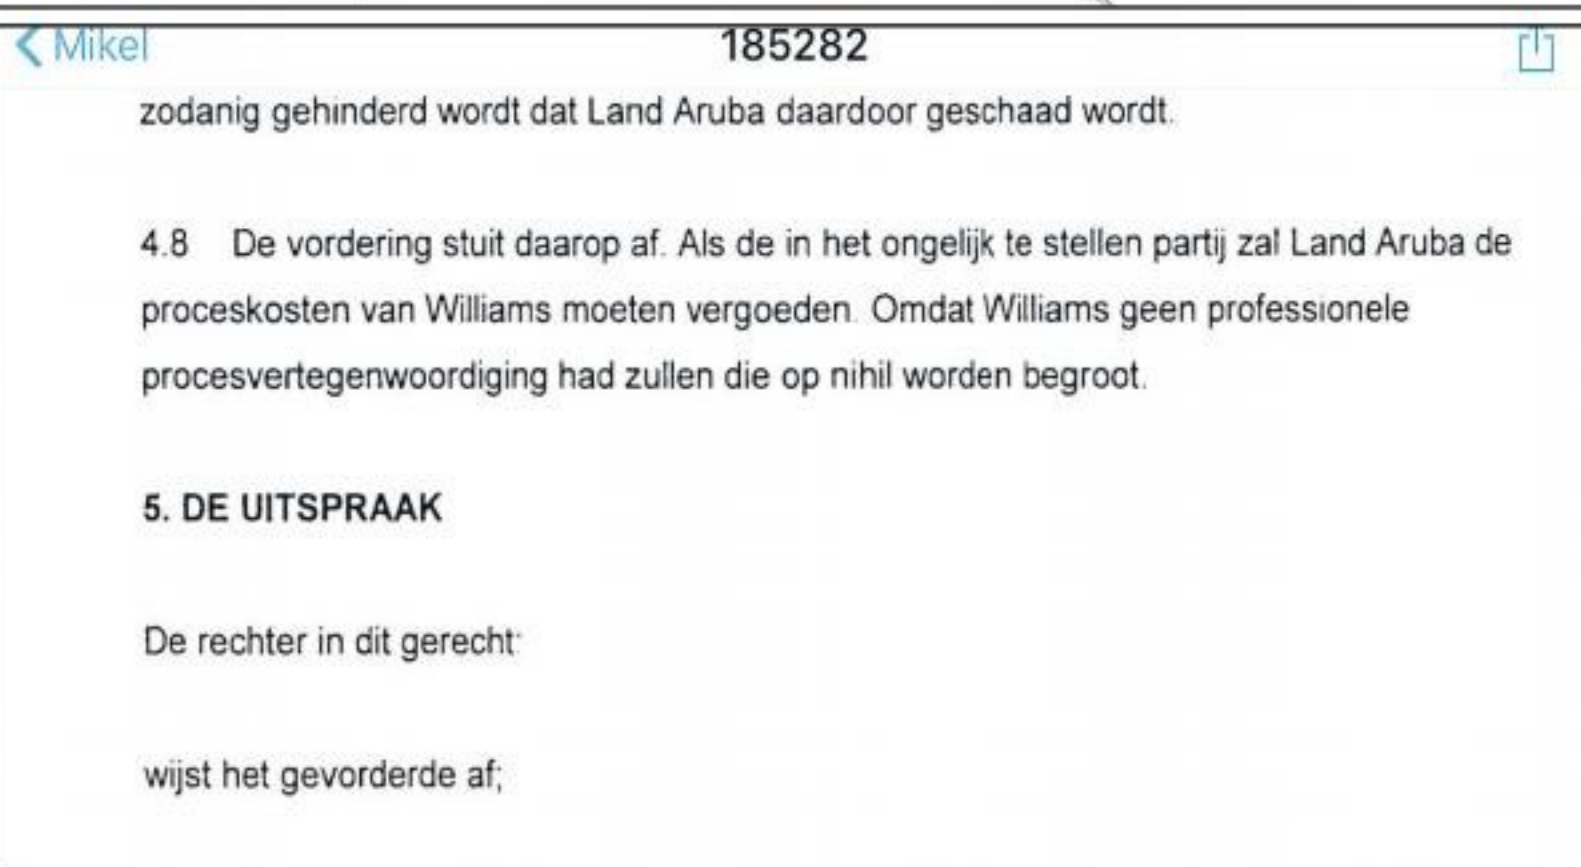 Mikel
185282
zodanig gehinderd wordt dat Land Aruba daardoor geschaad wordt.
4.8 De vordering stuit daarop af. Als de in het ongelijk te stellen partij zal Land Aruba de
proceskosten van Williams moeten vergoeden. Omdat Williams geen professionele
procesvertegenwoordiging had zullen die op nihil worden begroot.
5. DE UITSPRAAK
De rechter in dit gerecht:
wijst het gevorderde af;